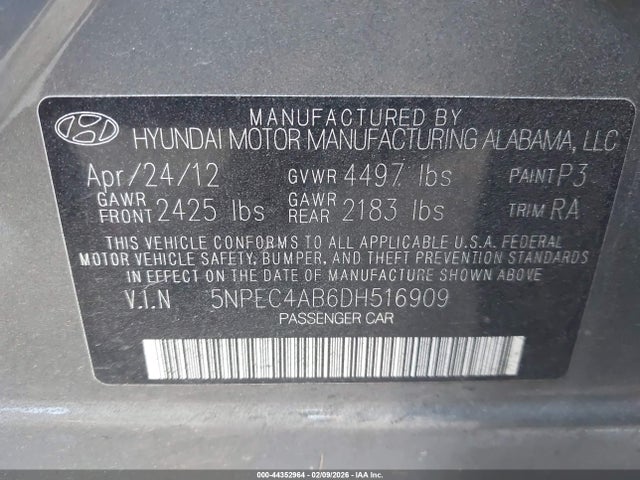 MANUFACTURED BY
HYUNDAI MOTOR MANUFACTURING ALABAMA, LLC
Apr/24/12 GVWR 4497 lbs PAINT P3
GAWR FRONT 2425 lbs GAWR REAR 2183 lbs TRIM RA
THIS VEHICLE CONFORMS TO ALL APPLICABLE U.S.A. FEDERAL
MOTOR VEHICLE SAFETY, BUMPER, AND THEFT PREVENTION STANDARDS
IN EFFECT ON THE DATE OF MANUFACTURE SHOWN ABOVE.
V.I.N 5NPEC4AB6DH516909
PASSENGER CAR
000-44352964 | 02/09/2026 - IAAI.COM